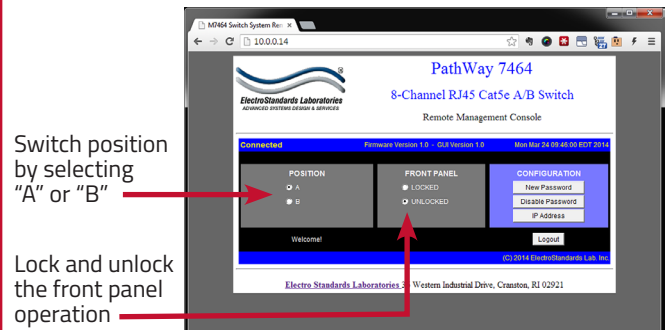 M7464 Switch System Rem
10.0.0.14
ElectroStandards Laboratories
ADVANCED SYSTEMS DESIGN & SERVICES
PathWay 7464
8-Channel RJ45 Cat5e A/B Switch
Remote Management Console
Connected
Firmware Version 1.0 - GUI Version 1.0
Mon Mar 24 09:46:00 EDT 2014
POSITION
A
B
FRONT PANEL
LOCKED
UNLOCKED
CONFIGURATION
New Password
Disable Password
IP Address
Welcome!
Logout
(C) 2014 ElectroStandards Lab. Inc.
Electro Standards Laboratories Western Industrial Drive, Cranston, RI 02921
Switch position
by selecting
“A” or “B”
Lock and unlock
the front panel
operation